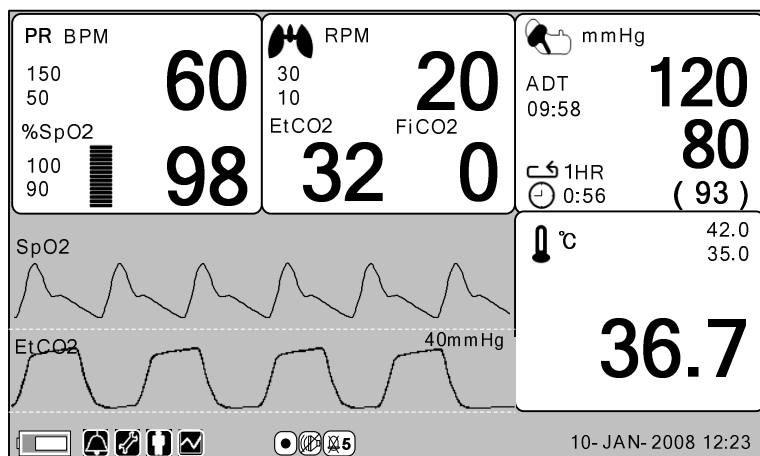 PR BPM
150
50
60
%SpO2
100
90
98
RPM
30
10
20
EtCO2
32
FiCO2
0
mmHg
ADT
09:58
120
80
1HR
0:56
(93)
℃
42.0
35.0
36.7
SpO2
EtCO2
40mmHg
5
10-JAN-2008 12:23